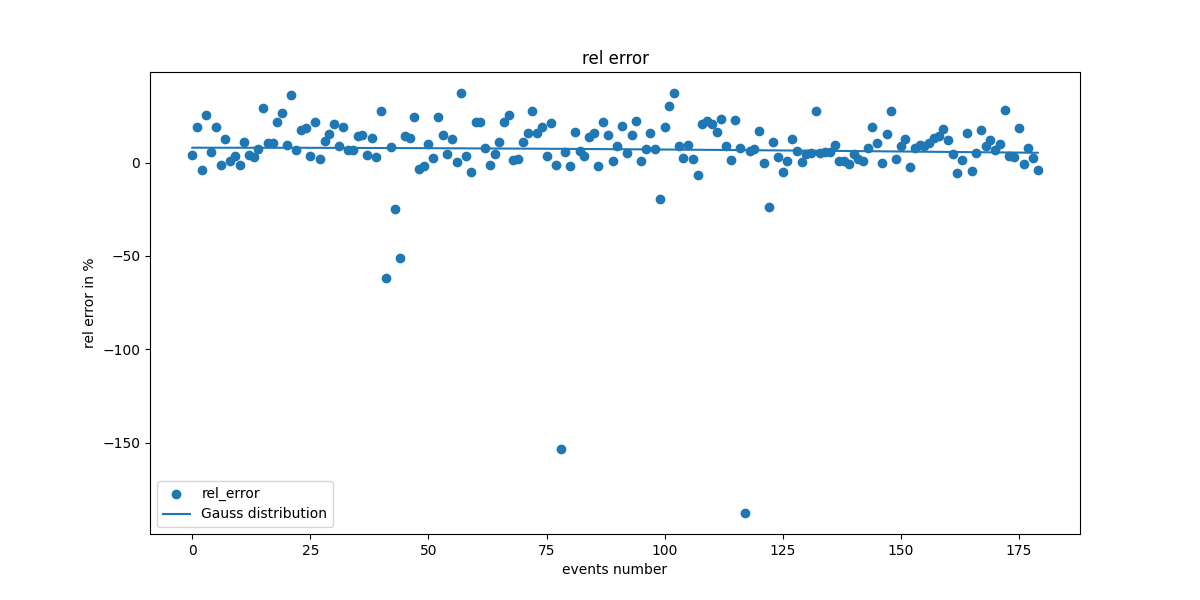 rel error
rel error in %
0
−50
−100
−150
rel_error
Gauss distribution
0 25 50 75 100 125 150 175
events number